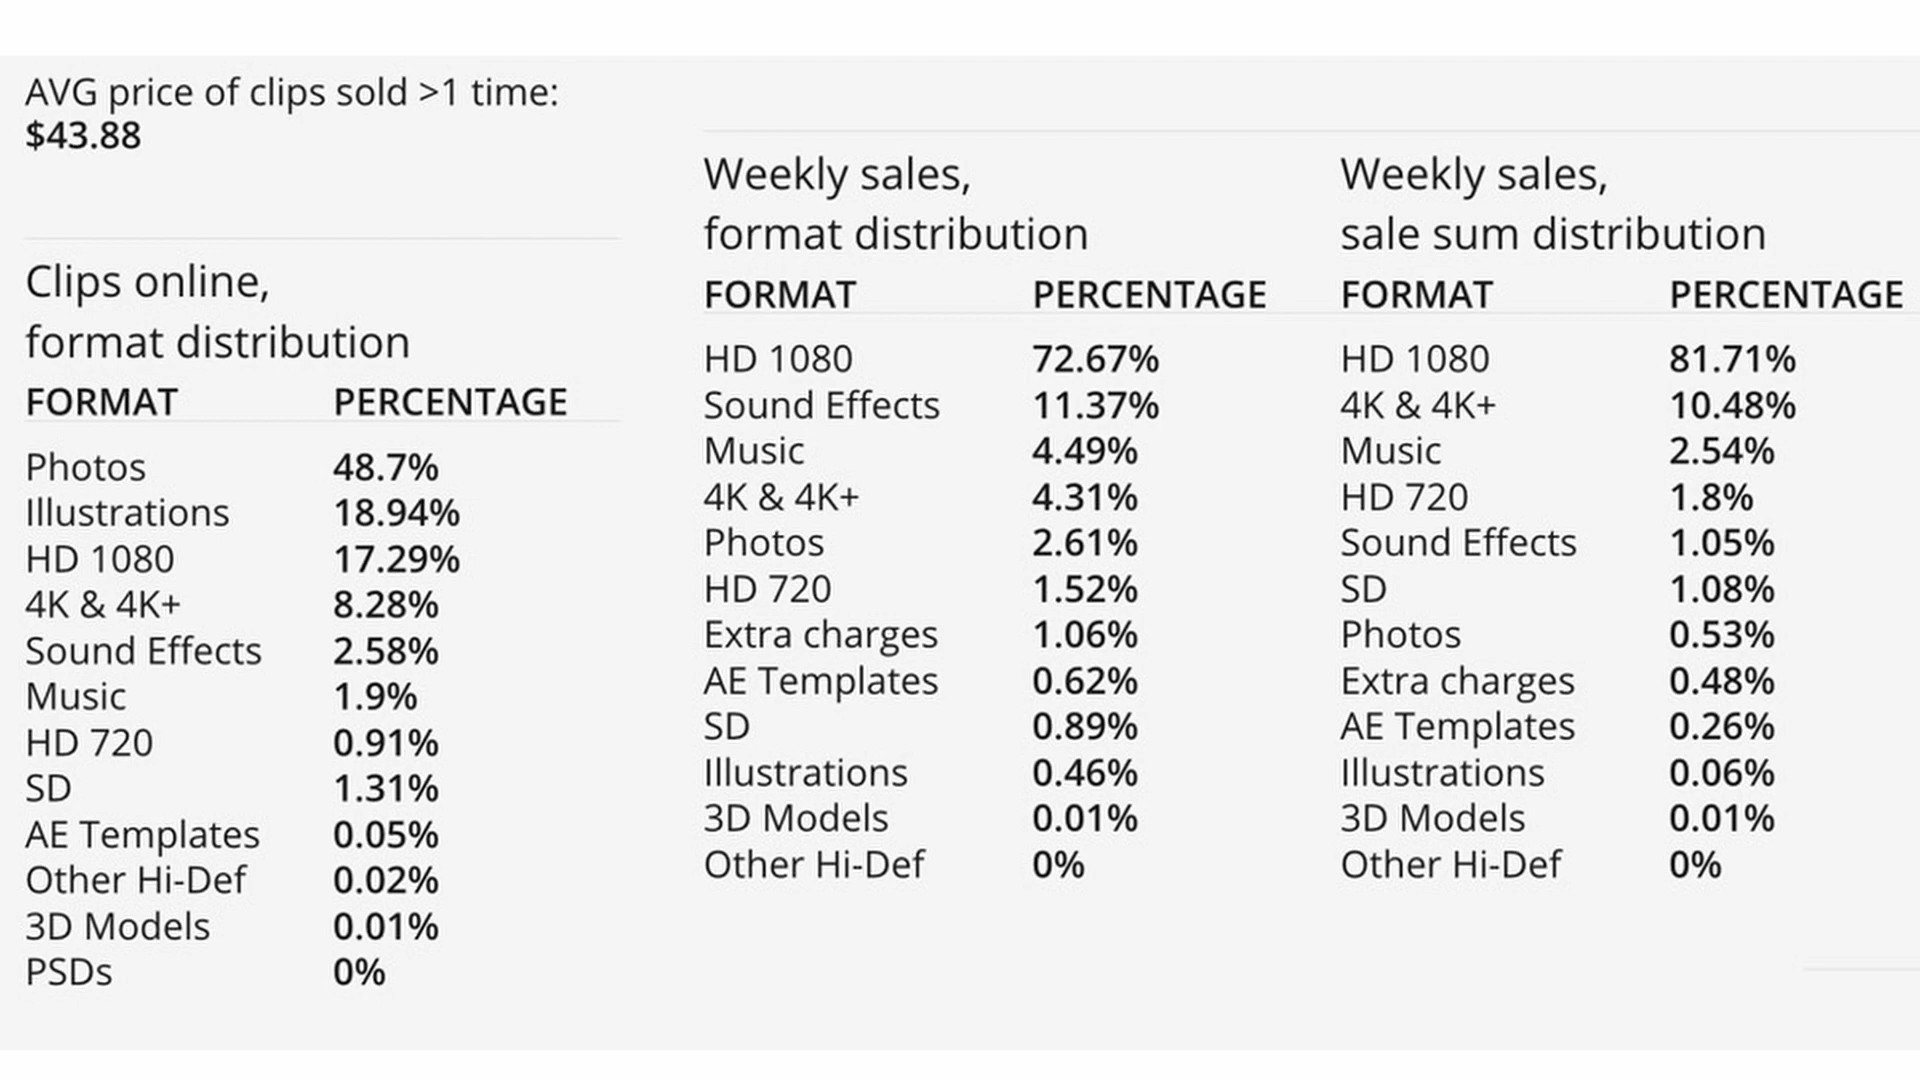 AVG price of clips sold >1 time:
$43.88
Clips online,
format distribution
FORMAT PERCENTAGE
Photos 48.7%
Illustrations 18.94%
HD 1080 17.29%
4K & 4K+ 8.28%
Sound Effects 2.58%
Music 1.9%
HD 720 0.91%
SD 1.31%
AE Templates 0.05%
Other Hi-Def 0.02%
3D Models 0.01%
PSDs 0%
Weekly sales,
format distribution
FORMAT PERCENTAGE
HD 1080 72.67%
Sound Effects 11.37%
Music 4.49%
4K & 4K+ 4.31%
Photos 2.61%
HD 720 1.52%
Extra charges 1.06%
AE Templates 0.62%
SD 0.89%
Illustrations 0.46%
3D Models 0.01%
Other Hi-Def 0%
Weekly sales,
sale sum distribution
FORMAT PERCENTAGE
HD 1080 81.71%
4K & 4K+ 10.48%
Music 2.54%
HD 720 1.8%
Sound Effects 1.05%
SD 1.08%
Photos 0.53%
Extra charges 0.48%
AE Templates 0.26%
Illustrations 0.06%
3D Models 0.01%
Other Hi-Def 0%